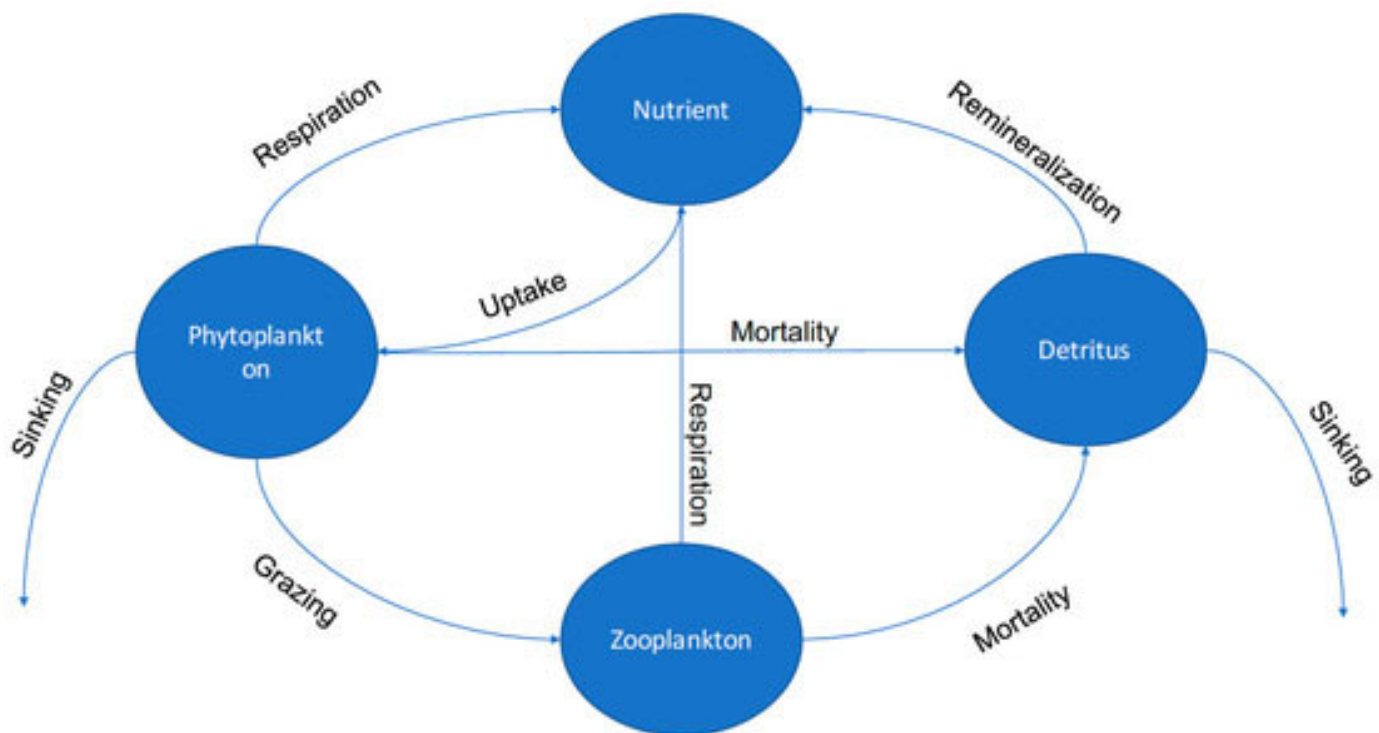 Respiration
Nutrient
Remineralization
Uptake
Phytoplankt
on
Mortality
Detritus
Sinking
Respiration
Sinking
Grazing
Zooplankton
Mortality